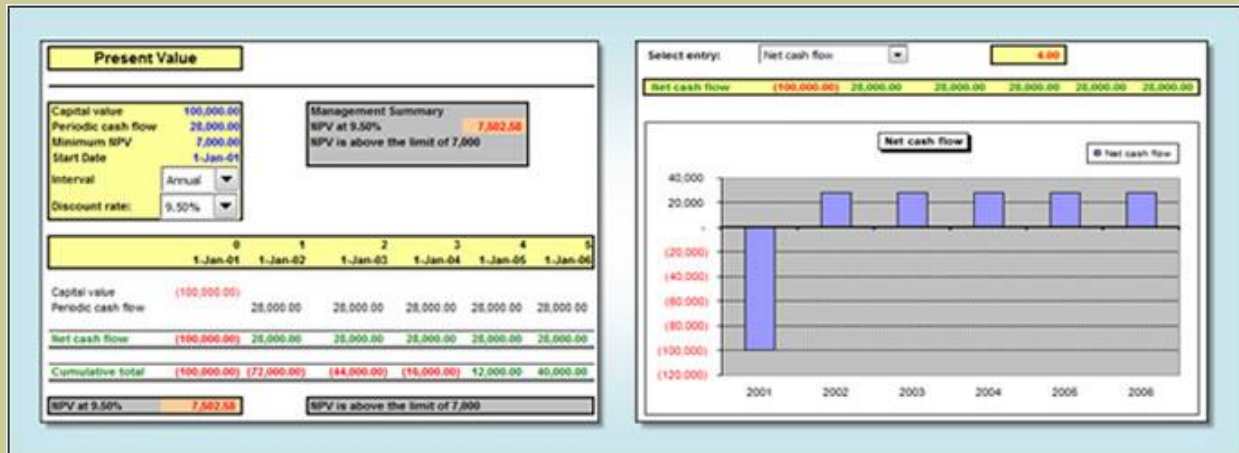 Present Value
Capital value 100,000.00
Periodic cash flow 28,000.00
Minimum NPV 7,000.00
Start Date 1-Jan-01
Interval Annual
Discount rate: 9.50%
Management Summary
NPV at 9.50% 7,502.58
NPV is above the limit of 7,000
0 1 2 3 4 5
1-Jan-01 1-Jan-02 1-Jan-03 1-Jan-04 1-Jan-05 1-Jan-06
Capital value (100,000.00)
Periodic cash flow 28,000.00 28,000.00 28,000.00 28,000.00 28,000.00
Net cash flow (100,000.00) 28,000.00 28,000.00 28,000.00 28,000.00 28,000.00
Cumulative total (100,000.00) (72,000.00) (44,000.00) (16,000.00) 12,000.00 40,000.00
NPV at 9.50% 7,502.58 NPV is above the limit of 7,000
Select entry: Net cash flow 4.00
Net cash flow (100,000.00) 28,000.00 28,000.00 28,000.00 28,000.00 28,000.00
Net cash flow
Net cash flow
40,000
20,000
-
(20,000)
(40,000)
(60,000)
(80,000)
(100,000)
(120,000)
2001 2002 2003 2004 2005 2006